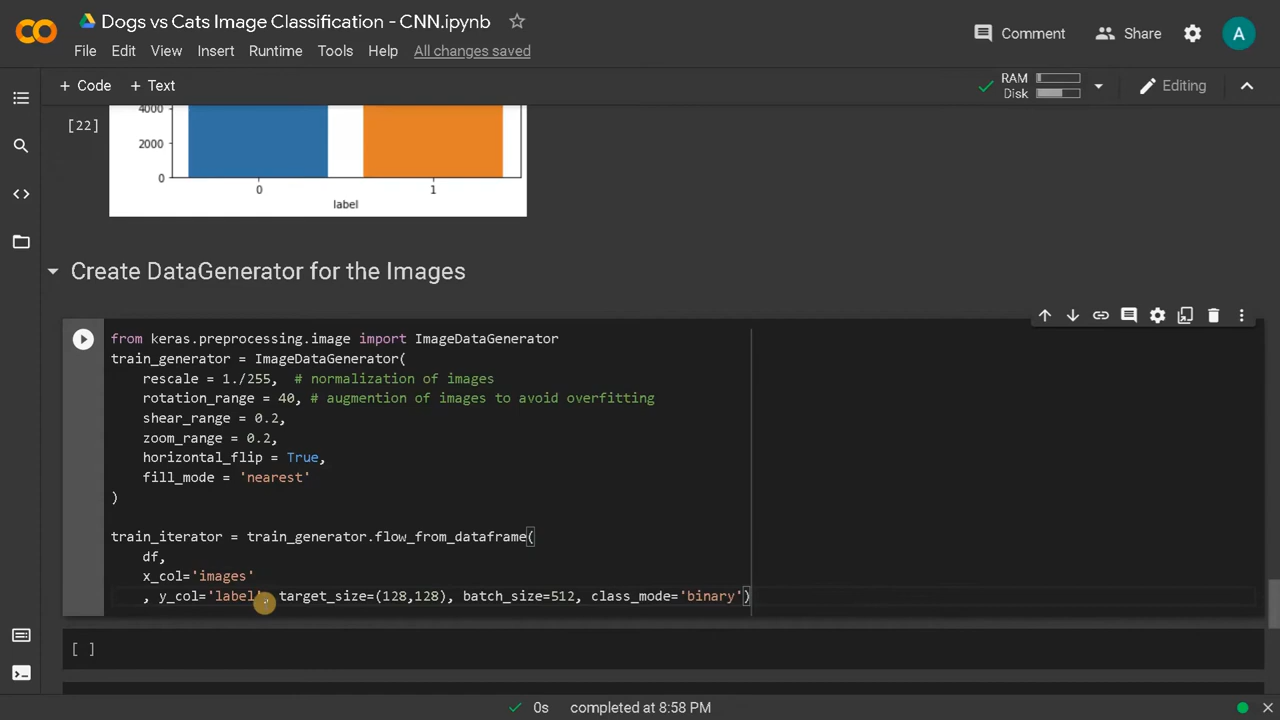 Dogs vs Cats Image Classification - CNN.ipynb
Comment
Share
A
File Edit View Insert Runtime Tools Help All changes saved
+ Code + Text
RAM
Disk
Editing
[22]
4000
2000
0
0 1
label
Create DataGenerator for the Images
from keras.preprocessing.image import ImageDataGenerator
train_generator = ImageDataGenerator(
rescale = 1./255, # normalization of images
rotation_range = 40, # augmention of images to avoid overfitting
shear_range = 0.2,
zoom_range = 0.2,
horizontal_flip = True,
fill_mode = 'nearest'
)
train_iterator = train_generator.flow_from_dataframe(
df,
x_col='images'
, y_col='label', target_size=(128,128), batch_size=512, class_mode='binary')
[ ]
0s completed at 8:58 PM